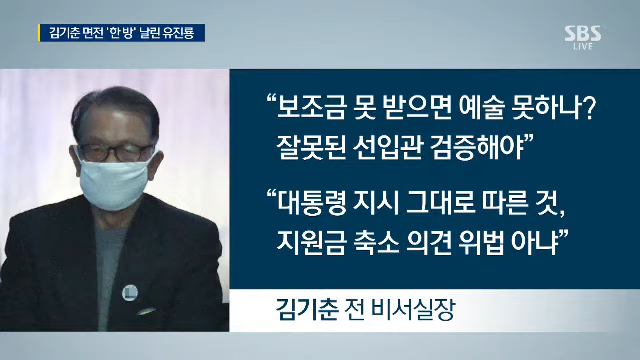 김기춘 면전 '한 방' 날린 유진룡
SBS
LIVE
“보조금 못 받으면 예술 못하나?
잘못된 선입관 검증해야”
“대통령 지시 그대로 따른 것,
지원금 축소 의견 위법 아냐”
김기춘 전 비서실장